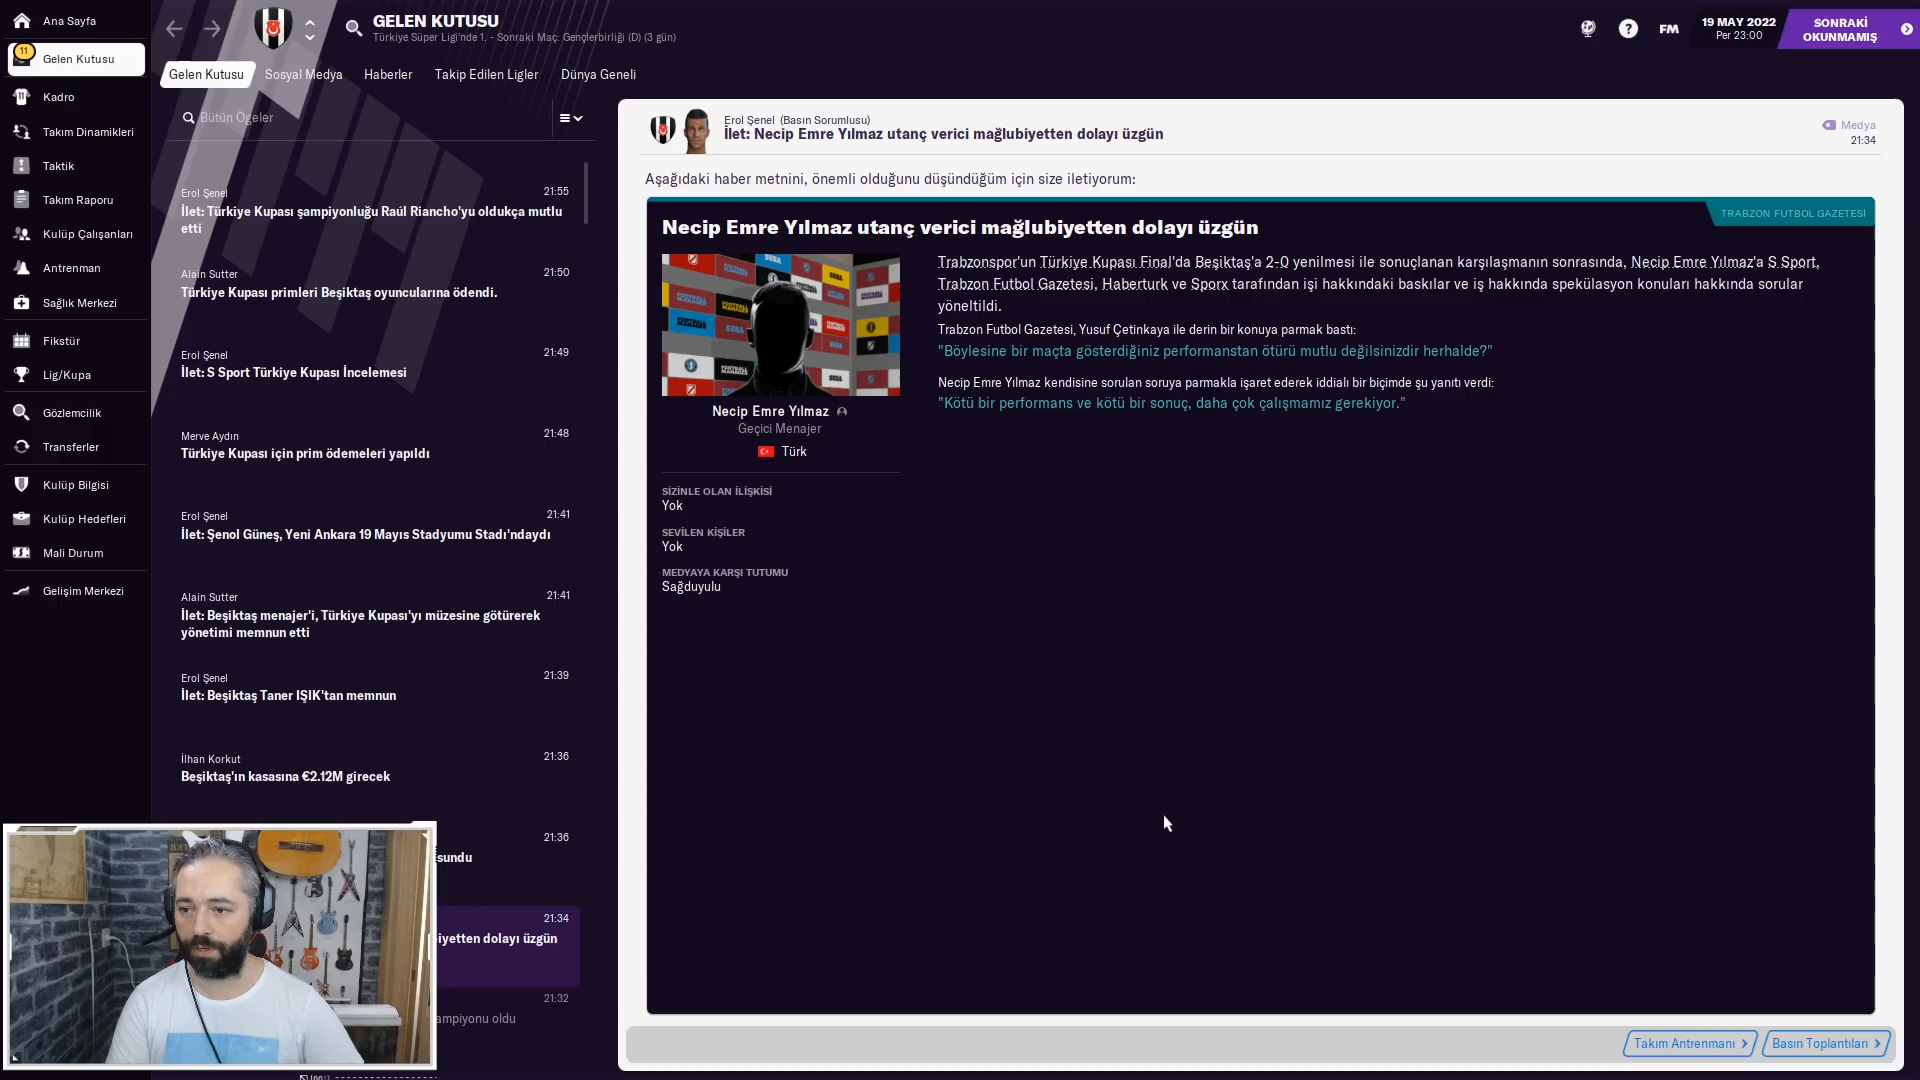 Ana Sayfa
11
Gelen Kutusu
Kadro
Takım Dinamikleri
Taktik
Takım Raporu
Kulüp Çalışanları
Antrenman
Sağlık Merkezi
Fikstür
Lig/Kupa
Gözlemcilik
Transferler
Kulüp Bilgisi
Kulüp Hedefleri
Mali Durum
Gelişim Merkezi
GELEN KUTUSU
Türkiye Süper Ligi'nde 1. - Sonraki Maç: Gençlerbirliği (D) (3 gün)
FM
19 MAY 2022
Per 23:00
SONRAKİ
OKUNMAMIŞ
Gelen Kutusu
Sosyal Medya
Haberler
Takip Edilen Ligler
Dünya Geneli
Bütün Ögeler
Erol Şenel
21:55
İlet: Türkiye Kupası şampiyonluğu Raúl Riancho'yu oldukça mutlu
etti
Alain Sutter
21:50
Türkiye Kupası primleri Beşiktaş oyuncularına ödendi.
Erol Şenel
21:49
İlet: S Sport Türkiye Kupası İncelemesi
Merve Aydın
21:48
Türkiye Kupası için prim ödemeleri yapıldı
Erol Şenel
21:41
İlet: Şenol Güneş, Yeni Ankara 19 Mayıs Stadyumu Stadı'ndaydı
Alain Sutter
21:41
İlet: Beşiktaş menajer'i, Türkiye Kupası'yı müzesine götürerek
yönetimi memnun etti
Erol Şenel
21:39
İlet: Beşiktaş Taner IŞIK'tan memnun
İlhan Korkut
21:36
Beşiktaş'ın kasasına €2.12M girecek
21:36
sundu
21:34
iyetten dolayı üzgün
21:32
ampiyonu oldu
Erol Şenel (Basın Sorumlusu)
İlet: Necip Emre Yılmaz utanç verici mağlubiyetten dolayı üzgün
Medya
21:34
Aşağıdaki haber metnini, önemli olduğunu düşündüğüm için size iletiyorum:
TRABZON FUTBOL GAZETESİ
Necip Emre Yılmaz utanç verici mağlubiyetten dolayı üzgün
Necip Emre Yılmaz
Geçici Menajer
Türk
SİZİNLE OLAN İLİŞKİSİ
Yok
SEVİLEN KİŞİLER
Yok
MEDYAYA KARŞI TUTUMU
Sağduyulu
Trabzonspor'un Türkiye Kupası Final'da Beşiktaş'a 2-0 yenilmesi ile sonuçlanan karşılaşmanın sonrasında, Necip Emre Yılmaz'a S Sport,
Trabzon Futbol Gazetesi, Haberturk ve Sporx tarafından işi hakkındaki baskılar ve iş hakkında spekülasyon konuları hakkında sorular
yöneltildi.
Trabzon Futbol Gazetesi, Yusuf Çetinkaya ile derin bir konuya parmak bastı:
"Böylesine bir maçta gösterdiğiniz performanstan ötürü mutlu değilsinizdir herhalde?"
Necip Emre Yılmaz kendisine sorulan soruya parmakla işaret ederek iddialı bir biçimde şu yanıtı verdi:
"Kötü bir performans ve kötü bir sonuç, daha çok çalışmamız gerekiyor."
Takım Antrenmanı
Basın Toplantıları